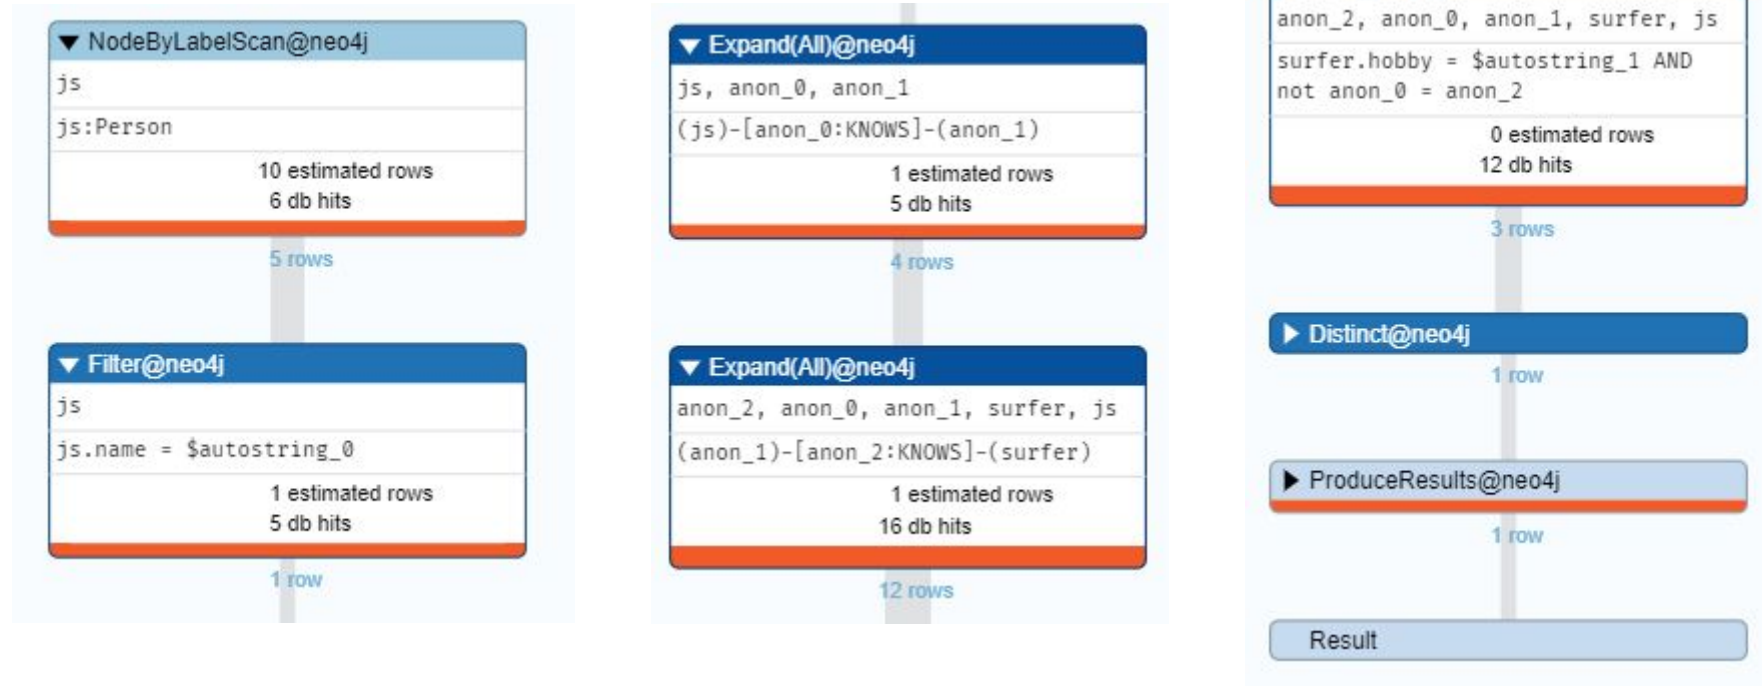 NodeByLabelScan@neo4j
js
js:Person
10 estimated rows
6 db hits
5 rows
Filter@neo4j
js
js.name = $autostring_0
1 estimated rows
5 db hits
1 row
Expand(All)@neo4j
js, anon_0, anon_1
(js)-[anon_0:KNOWS]-(anon_1)
1 estimated rows
5 db hits
4 rows
Expand(All)@neo4j
anon_2, anon_0, anon_1, surfer, js
(anon_1)-[anon_2:KNOWS]-(surfer)
1 estimated rows
16 db hits
12 rows
anon_2, anon_0, anon_1, surfer, js
surfer.hobby = $autostring_1 AND
not anon_0 = anon_2
0 estimated rows
12 db hits
3 rows
Distinct@neo4j
1 row
ProduceResults@neo4j
1 row
Result